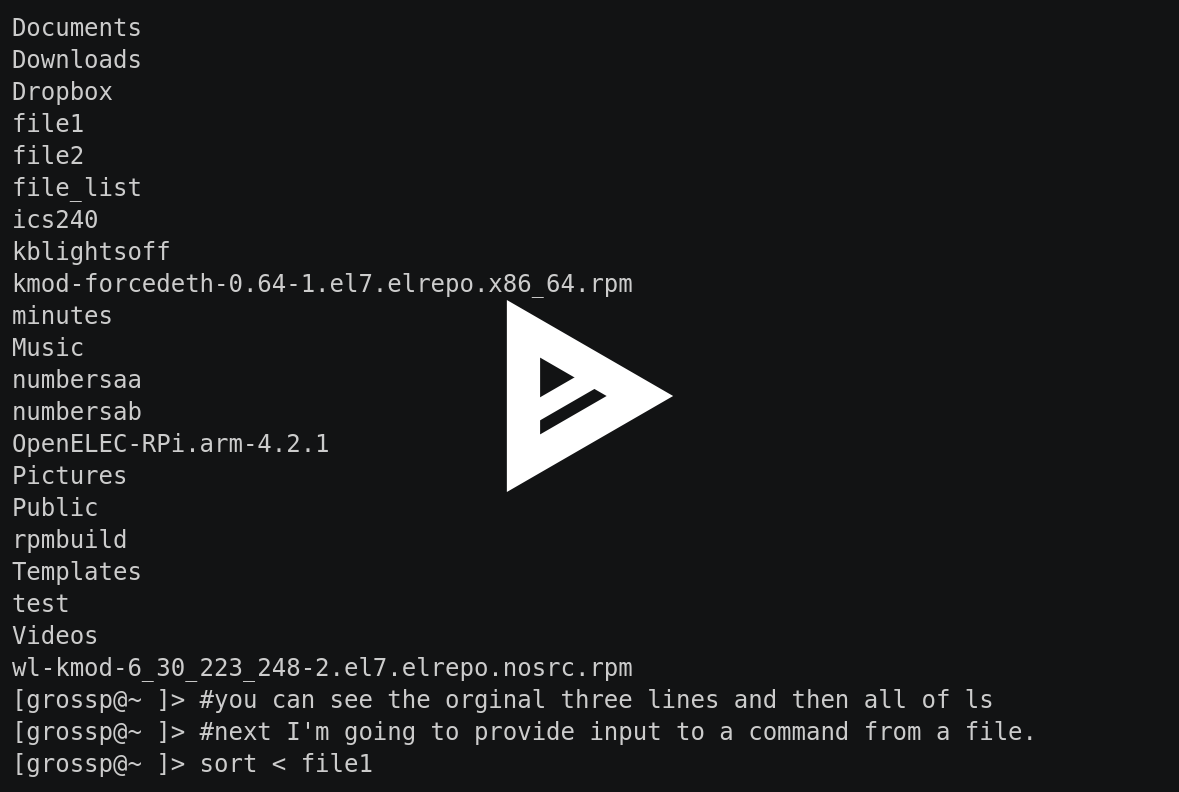 Documents
Downloads
Dropbox
file1
file2
file_list
ics240
kblightsoff
kmod-forcedeth-0.64-1.el7.elrepo.x86_64.rpm
minutes
Music
numbersaa
numbersab
OpenELEC-RPi.arm-4.2.1
Pictures
Public
rpmbuild
Templates
test
Videos
wl-kmod-6_30_223_248-2.el7.elrepo.nosrc.rpm
[grossp@~ ]> #you can see the orginal three lines and then all of ls
[grossp@~ ]> #next I'm going to provide input to a command from a file.
[grossp@~ ]> sort < file1